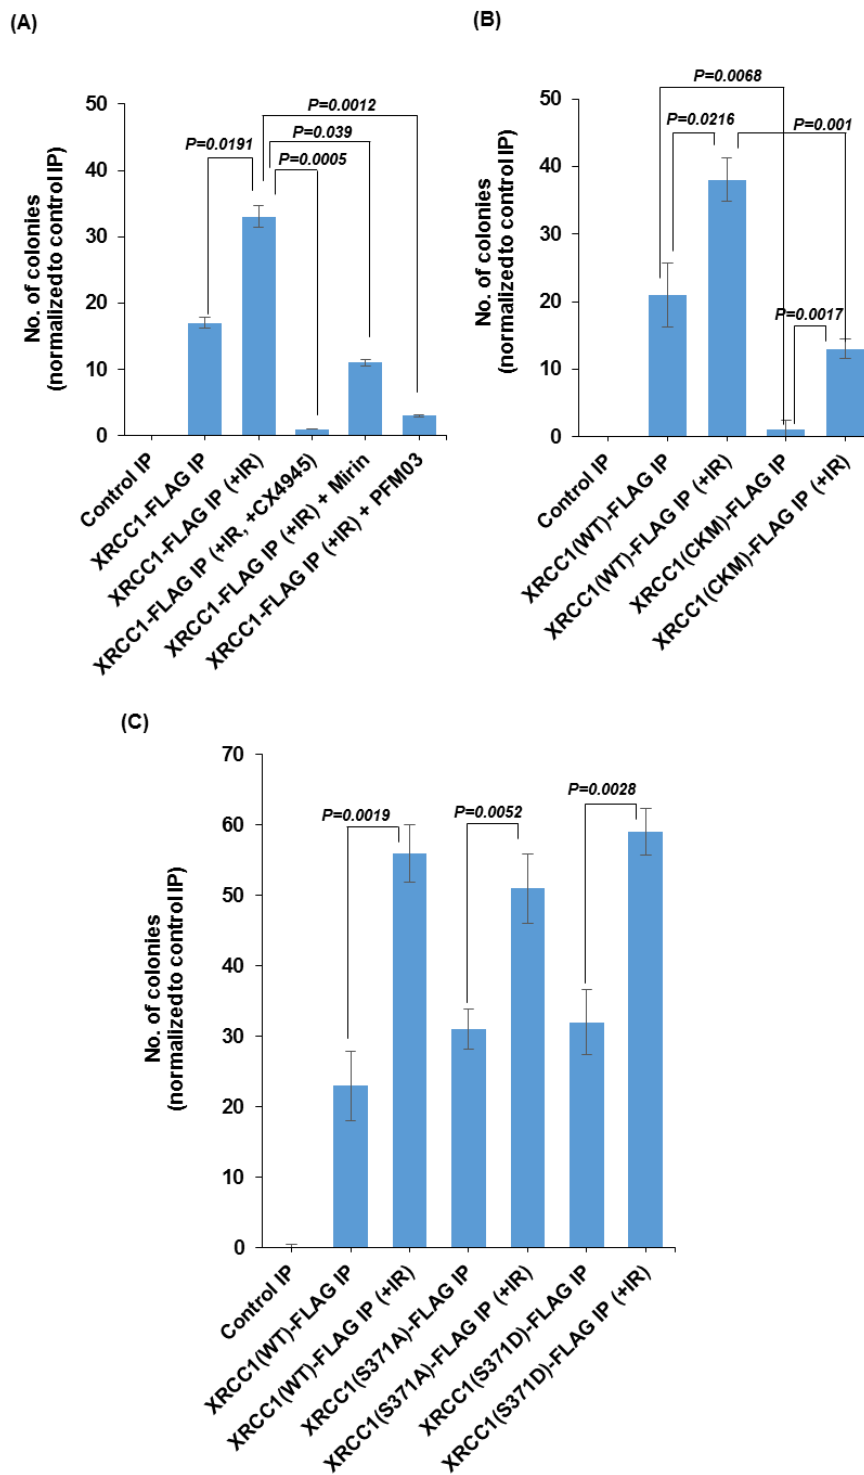 (A)
No. of colonies
(normalized to control IP)
50
40
30
20
10
0
P=0.0012
P=0.0191
P=0.039
P=0.0005
Control IP
XRCC1-FLAG IP
XRCC1-FLAG IP (+IR)
XRCC1-FLAG IP (+IR, +CX4945)
XRCC1-FLAG IP (+IR) + Mirin
XRCC1-FLAG IP (+IR) + PFM03
(B)
No. of colonies
(normalized to control IP)
50
40
30
20
10
0
P=0.0068
P=0.0216
P=0.001
P=0.0017
Control IP
XRCC1(WT)-FLAG IP
XRCC1(WT)-FLAG IP (+IR)
XRCC1(CKM)-FLAG IP
XRCC1(CKM)-FLAG IP (+IR)
(C)
No. of colonies
(normalized to control IP)
70
60
50
40
30
20
10
0
P=0.0019
P=0.0052
P=0.0028
Control IP
XRCC1(WT)-FLAG IP
XRCC1(WT)-FLAG IP (+IR)
XRCC1(S371A)-FLAG IP
XRCC1(S371A)-FLAG IP (+IR)
XRCC1(S371D)-FLAG IP
XRCC1(S371D)-FLAG IP (+IR)